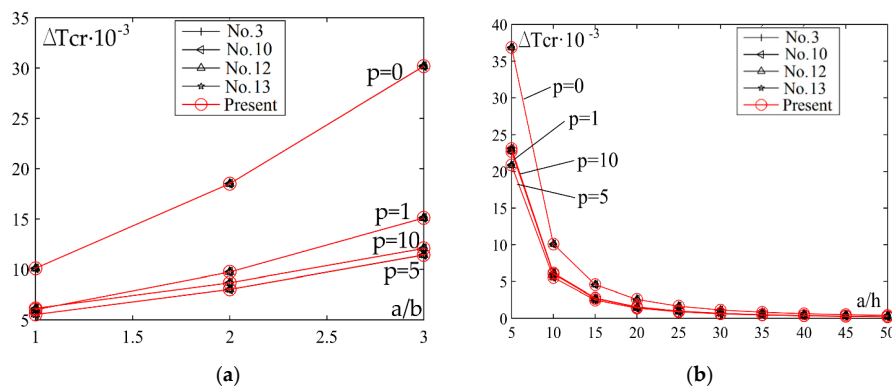 ΔTcr·10⁻³
35
30
25
20
15
10
5
1
1.5
2
2.5
3
a/b
No.3
No.10
No.12
No.13
Present
p=0
p=1
p=10
p=5
(a)
ΔTcr·10⁻³
40
35
30
25
20
15
10
5
0
5
10
15
20
25
30
35
40
45
50
a/h
No.3
No.10
No.12
No.13
Present
p=0
p=1
p=10
p=5
(b)